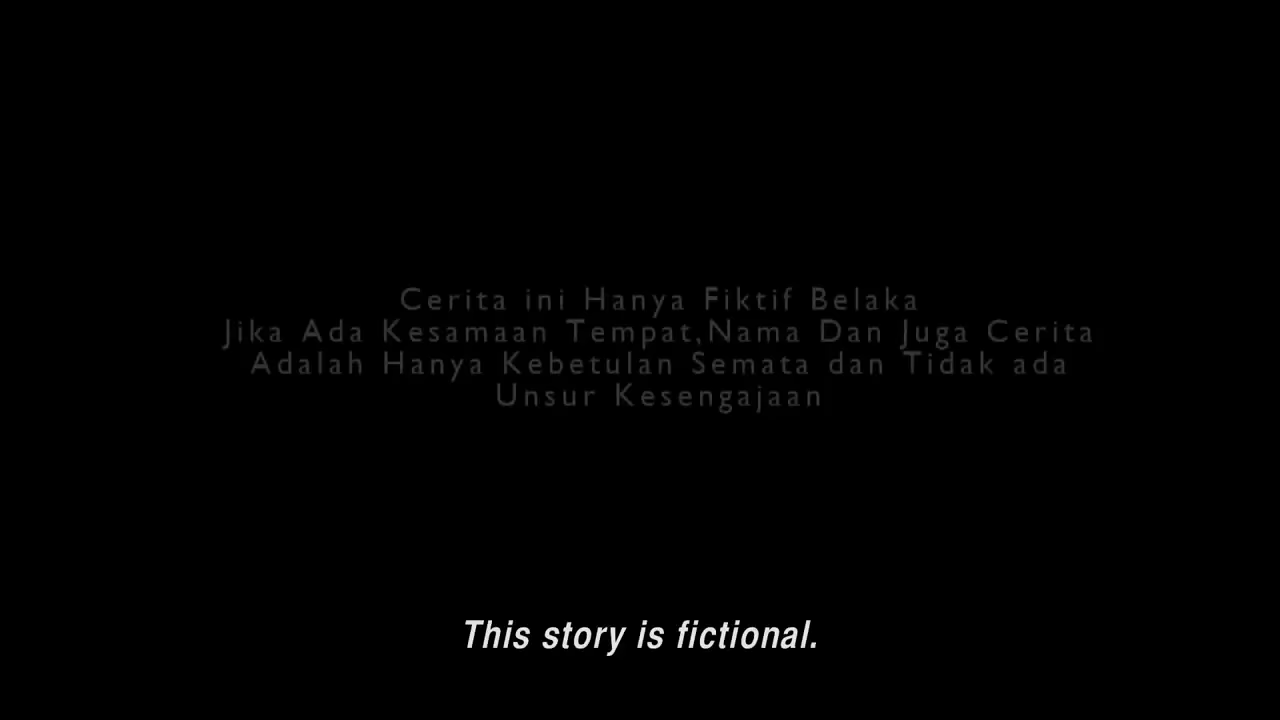 Cerita ini Hanya Fiktif Belaka
Jika Ada Kesamaan Tempat,Nama Dan Juga Cerita
Adalah Hanya Kebetulan Semata dan Tidak ada
Unsur Kesengajaan
This story is fictional.